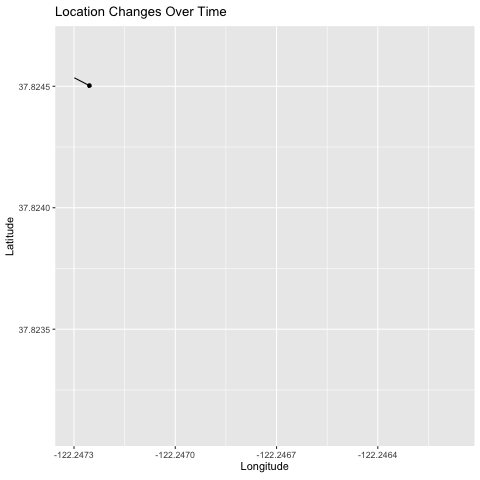 Location Changes Over Time
37.8245
37.8240
37.8235
Latitude
-122.2473 -122.2470 -122.2467 -122.2464
Longitude